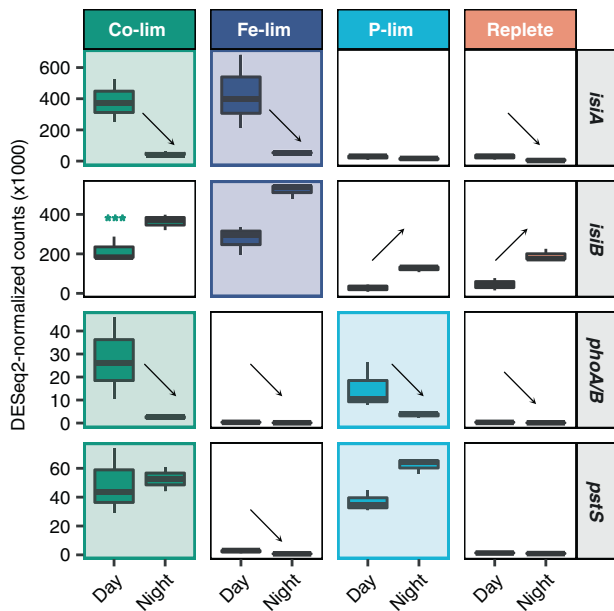 Co-lim Fe-lim P-lim Replete
DESeq2-normalized counts (x1000)
600
400
200
0
isiA
***
400
200
0
isiB
40
30
20
10
0
phoA/B
60
40
20
0
pstS
Day Night Day Night Day Night Day Night